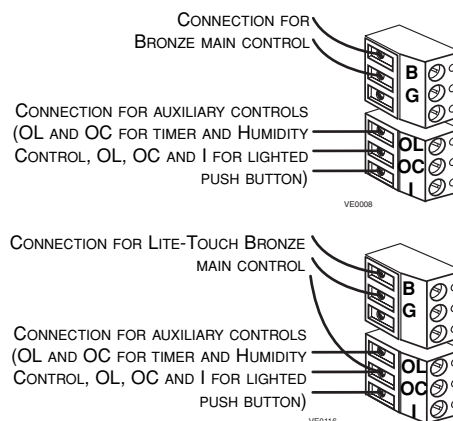 CONNECTION FOR
BRONZE MAIN CONTROL
B
G
CONNECTION FOR AUXILIARY CONTROLS
(OL AND OC FOR TIMER AND HUMIDITY
CONTROL, OL, OC AND I FOR LIGHTED
PUSH BUTTON)
OL
OC
I
VE0008
CONNECTION FOR LITE-TOUCH BRONZE
MAIN CONTROL
B
G
CONNECTION FOR AUXILIARY CONTROLS
(OL AND OC FOR TIMER AND HUMIDITY
CONTROL, OL, OC AND I FOR LIGHTED
PUSH BUTTON)
OL
OC
I
VE0116